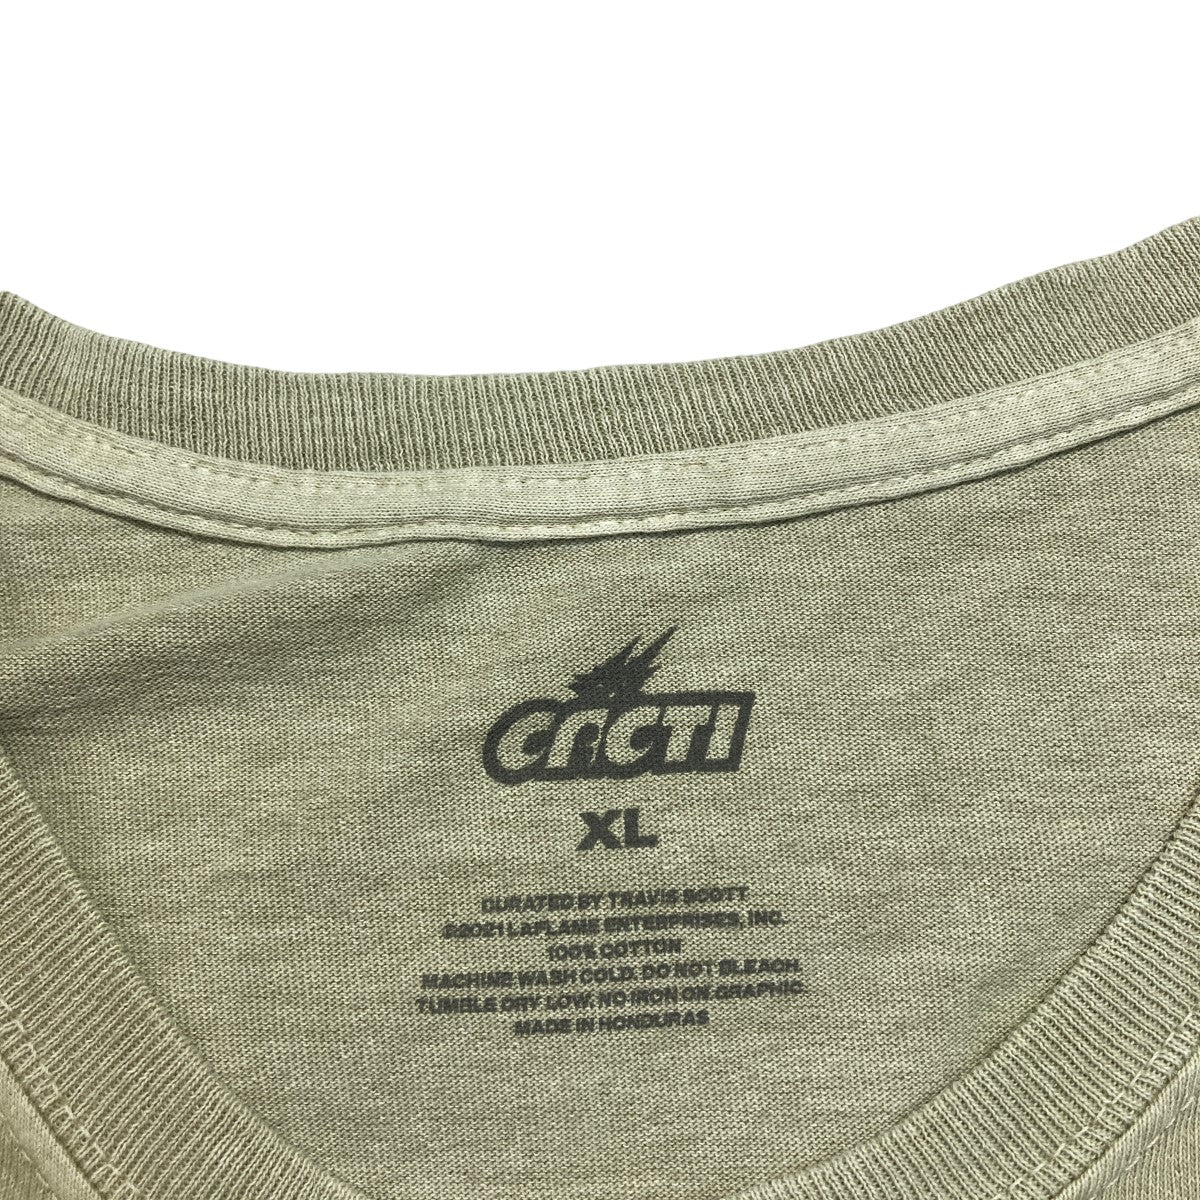 CACTI
XL
CURATED BY TRAVIS SCOTT
©2021 LAFLAME ENTERPRISES, INC.
100% COTTON
MACHINE WASH COLD. DO NOT BLEACH.
TUMBLE DRY LOW. NO IRON ON GRAPHIC.
MADE IN HONDURAS